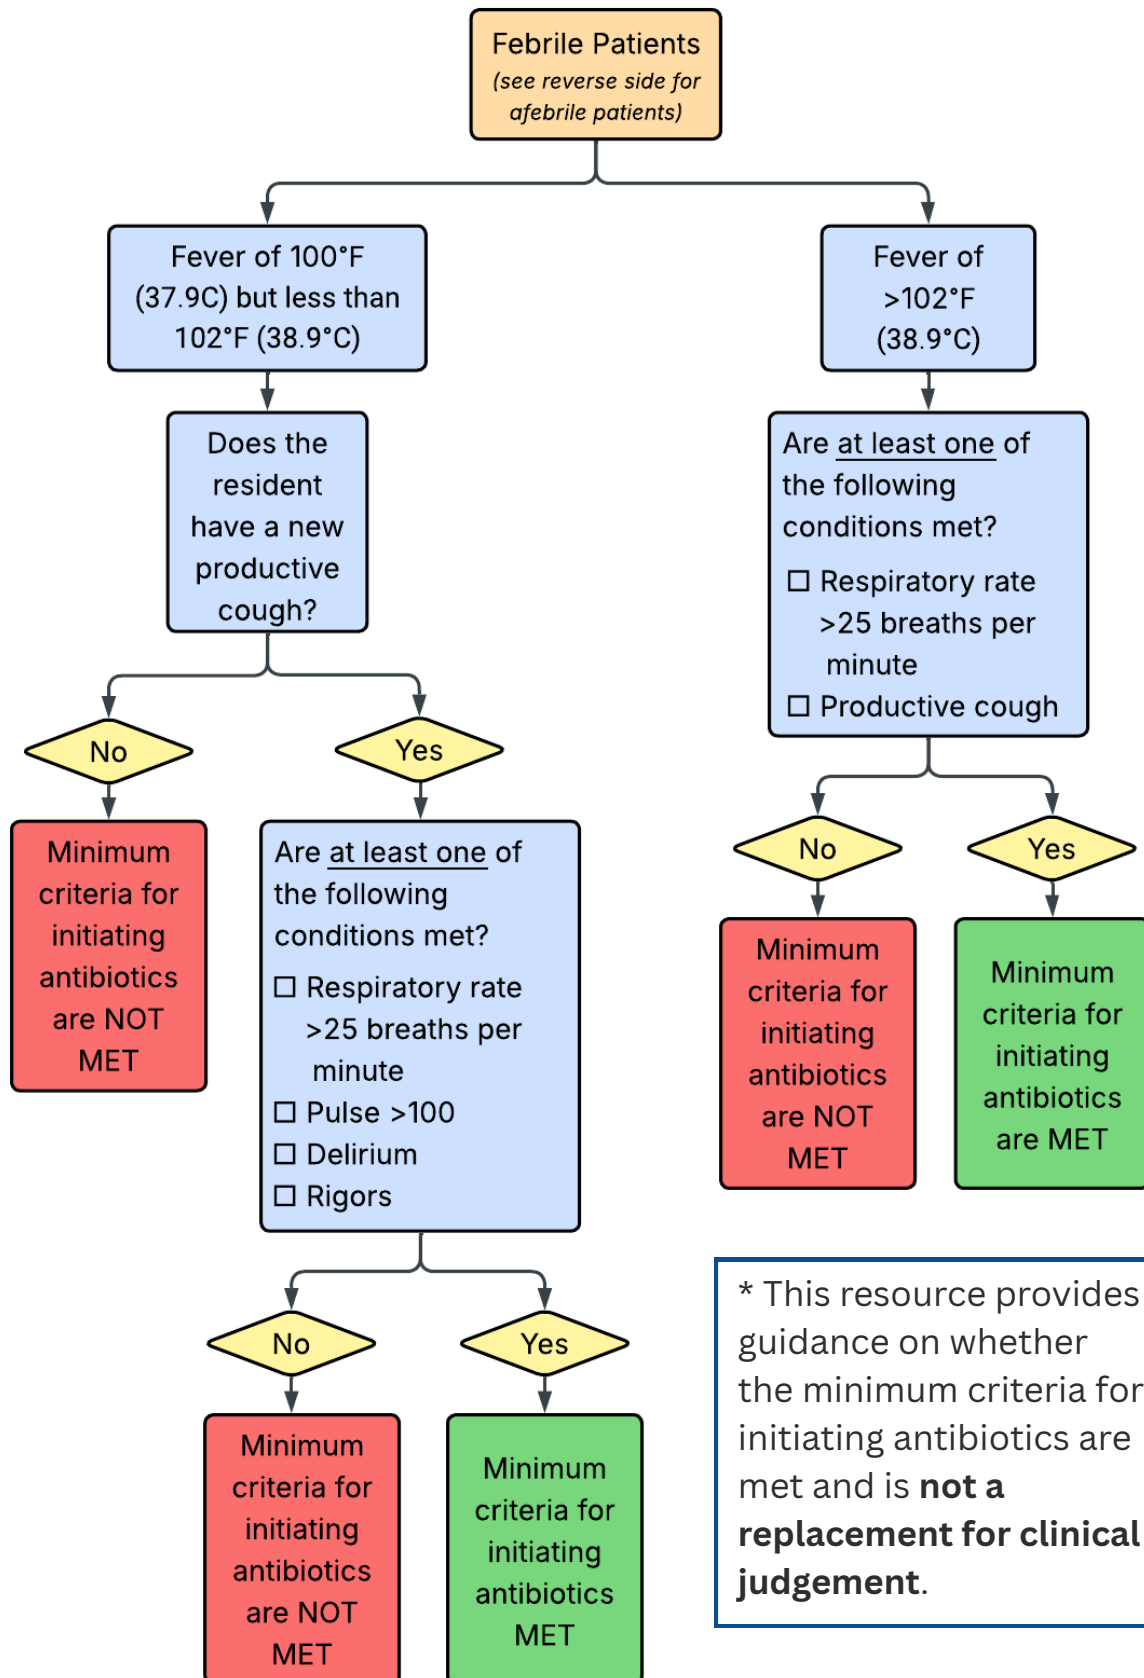 Febrile Patients
(see reverse side for
afebrile patients)
Fever of 100°F
(37.9C) but less than
102°F (38.9°C)
Fever of
>102°F
(38.9°C)
Does the
resident
have a new
productive
cough?
Are at least one of
the following
conditions met?
☐ Respiratory rate
>25 breaths per
minute
☐ Productive cough
No
Yes
Minimum
criteria for
initiating
antibiotics
are NOT
MET
Are at least one of
the following
conditions met?
☐ Respiratory rate
>25 breaths per
minute
☐ Pulse >100
☐ Delirium
☐ Rigors
No
Yes
Minimum
criteria for
initiating
antibiotics
are NOT
MET
Minimum
criteria for
initiating
antibiotics
are MET
No
Yes
Minimum
criteria for
initiating
antibiotics
are NOT
MET
Minimum
criteria for
initiating
antibiotics
MET
* This resource provides
guidance on whether
the minimum criteria for
initiating antibiotics are
met and is not a
replacement for clinical
judgement.